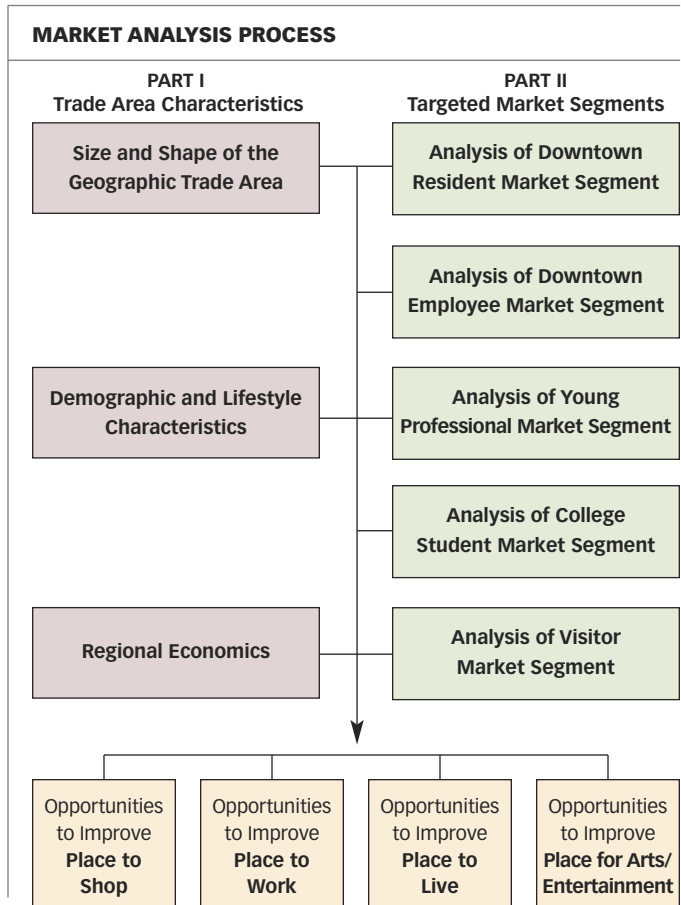 MARKET ANALYSIS PROCESS
PART I
Trade Area Characteristics
Size and Shape of the
Geographic Trade Area
Demographic and Lifestyle
Characteristics
Regional Economics
PART II
Targeted Market Segments
Analysis of Downtown
Resident Market Segment
Analysis of Downtown
Employee Market Segment
Analysis of Young
Professional Market Segment
Analysis of College
Student Market Segment
Analysis of Visitor
Market Segment
Opportunities
to Improve
Place to
Shop
Opportunities
to Improve
Place to
Work
Opportunities
to Improve
Place to
Live
Opportunities
to Improve
Place for Arts/
Entertainment